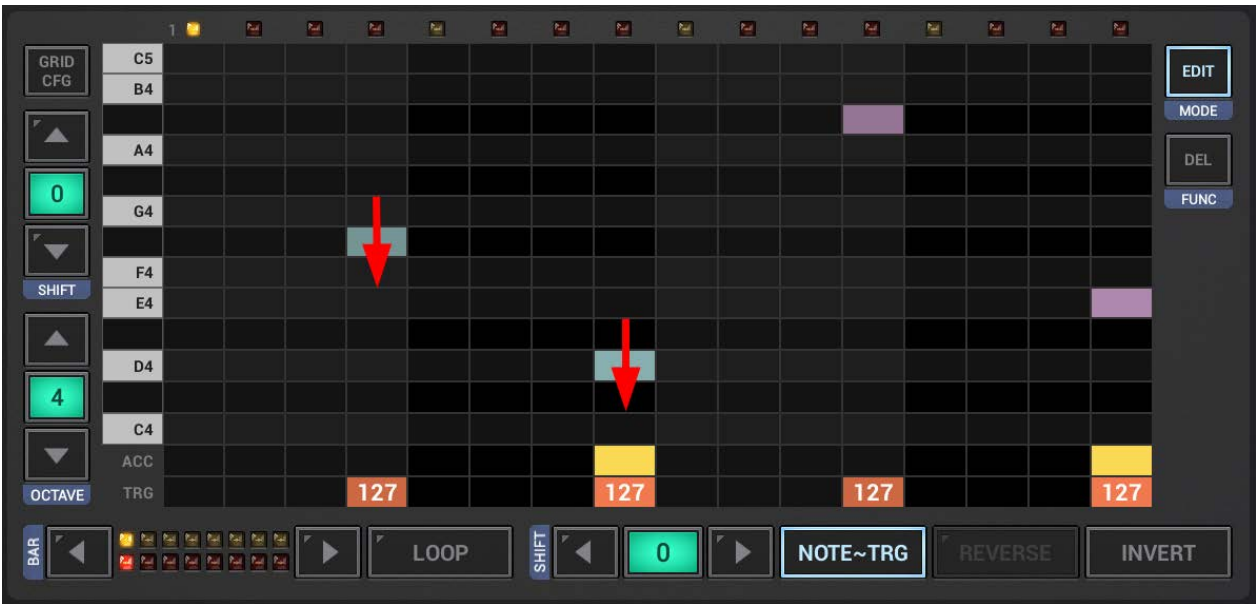 1
GRID
CFG
C5
EDIT
B4
MODE
A4
DEL
0
G4
FUNC
F4
SHIFT
E4
D4
4
C4
ACC
OCTAVE
TRG
127
127
127
127
BAR
LOOP
SHIFT
0
NOTE~TRG
REVERSE
INVERT